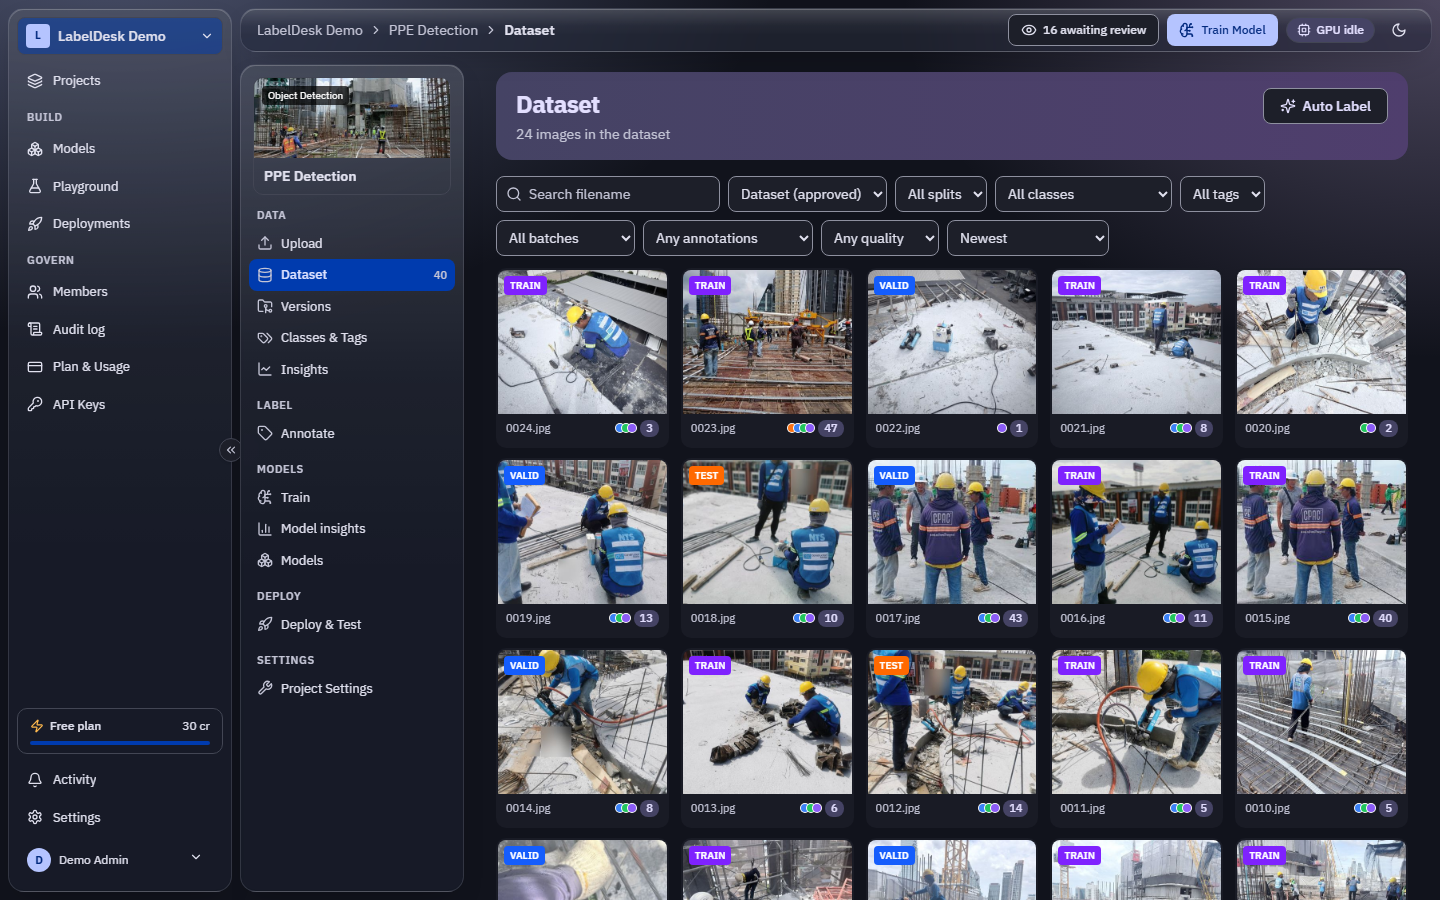 L LabelDesk Demo
Projects
BUILD
Models
Playground
Deployments
GOVERN
Members
Audit log
Plan & Usage
API Keys
Free plan 30 cr
Activity
Settings
D Demo Admin
LabelDesk Demo > PPE Detection > Dataset
16 awaiting review
Train Model
GPU idle
Object Detection
PPE Detection
DATA
Upload
Dataset 40
Versions
Classes & Tags
Insights
LABEL
Annotate
MODELS
Train
Model insights
Models
DEPLOY
Deploy & Test
SETTINGS
Project Settings
Dataset
24 images in the dataset
Auto Label
Search filename
Dataset (approved)
All splits
All classes
All tags
All batches
Any annotations
Any quality
Newest
TRAIN
0024.jpg 3
TRAIN
0023.jpg 47
VALID
0022.jpg 1
TRAIN
0021.jpg 8
TRAIN
0020.jpg 2
VALID
NTS
0019.jpg 13
TEST
NTS
0018.jpg 10
VALID
CPAC
0017.jpg 43
TRAIN
0016.jpg 11
TRAIN
CPAC
0015.jpg 40
VALID
0014.jpg 8
TRAIN
0013.jpg 6
TEST
0012.jpg 14
TRAIN
0011.jpg 5
TRAIN
0010.jpg 5
VALID
TRAIN
VALID
TRAIN
TRAIN